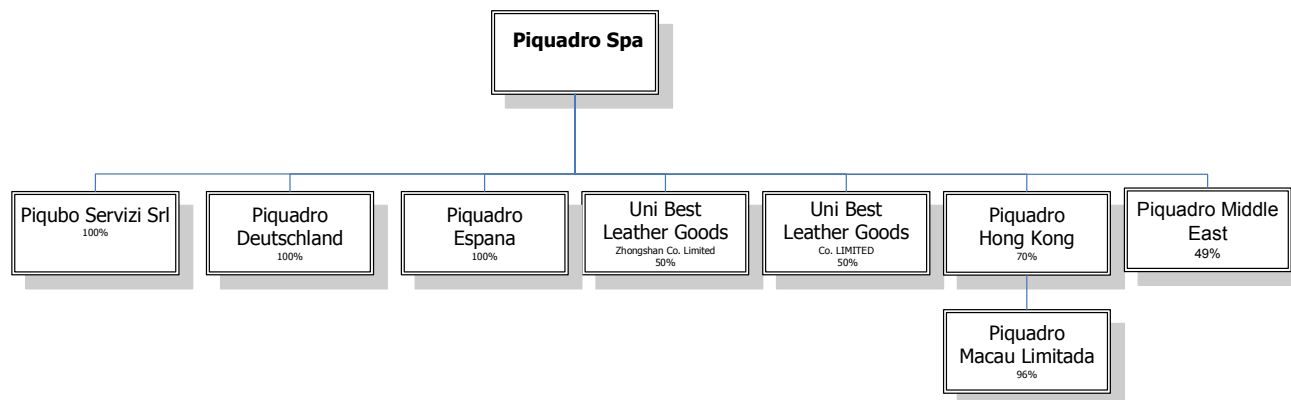 Piquadro Spa
Piqubo Servizi Srl
100%
Piquadro
Deutschland
100%
Piquadro
Espana
100%
Uni Best
Leather Goods
Zhongshan Co. Limited
50%
Uni Best
Leather Goods
Co. LIMITED
50%
Piquadro
Hong Kong
70%
Piquadro Middle
East
49%
Piquadro
Macau Limitada
96%